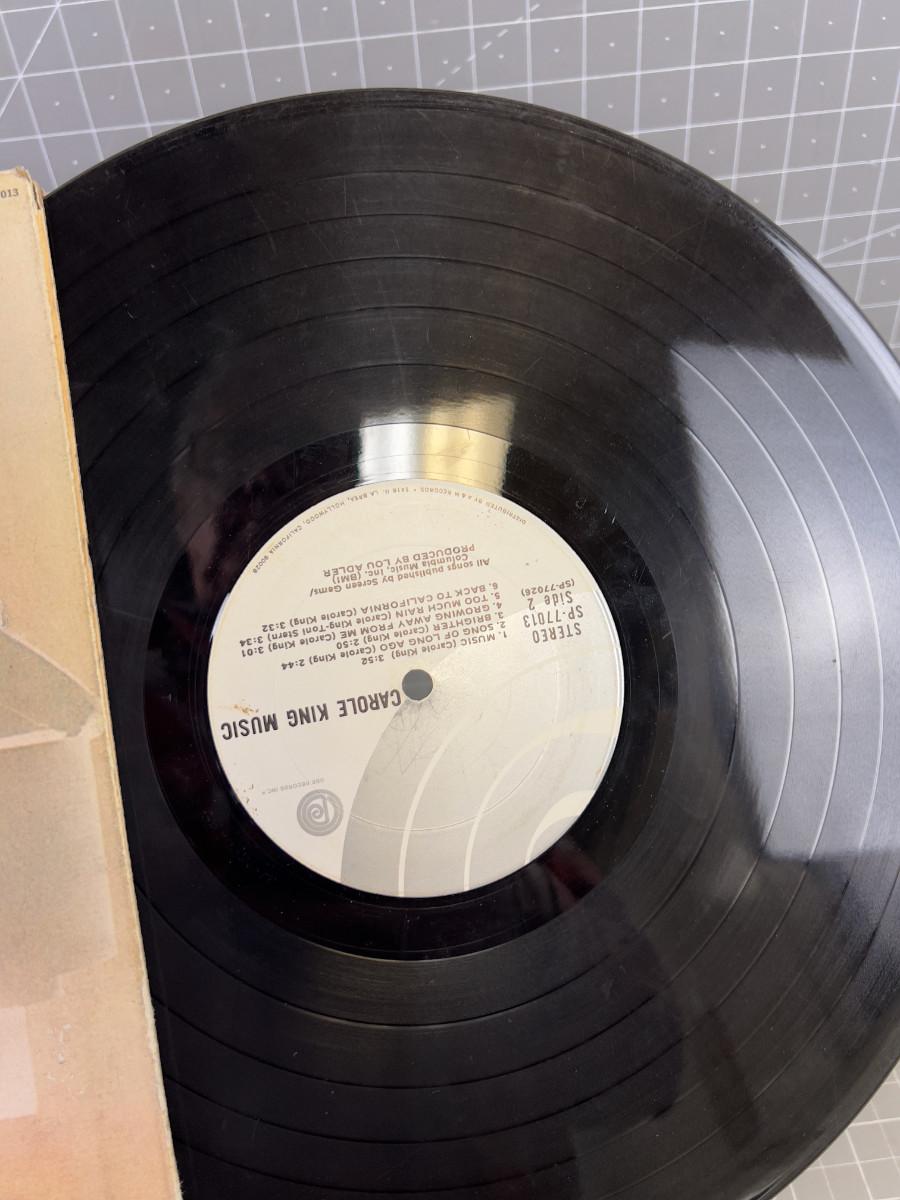 013
ODE RECORDS INC.
CAROLE KING MUSIC
STEREO
SP-77013
Side 2
(SP-77026)
1. MUSIC (Carole King) 3:52
2. SONG OF LONG AGO (Carole King) 2:44
3. BRIGHTER (Carole King) 2:50
4. GROWING AWAY FROM ME (Carole King) 3:01
5. TOO MUCH RAIN (Carole King-Toni Stern) 3:34
6. BACK TO CALIFORNIA (Carole King) 3:32
All songs published by Screen Gems/
Columbia Music, Inc. (BMI)
PRODUCED BY LOU ADLER
DISTRIBUTED BY A & M RECORDS • 1416 N. LA BREA, HOLLYWOOD, CALIFORNIA 90028